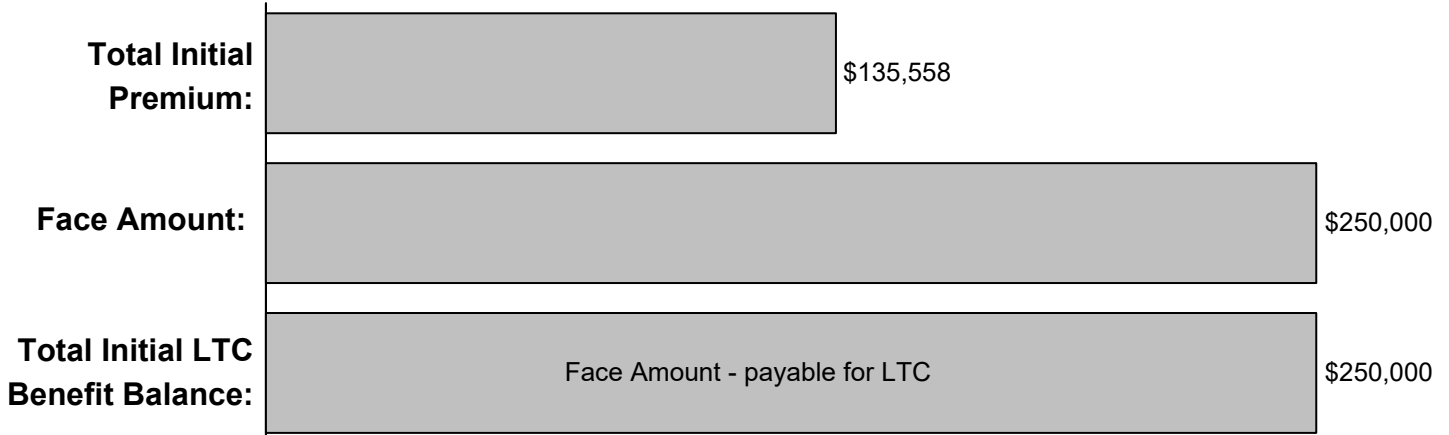 Total Initial
Premium:
$135,558
Face Amount:
$250,000
Total Initial LTC
Benefit Balance:
Face Amount - payable for LTC
$250,000